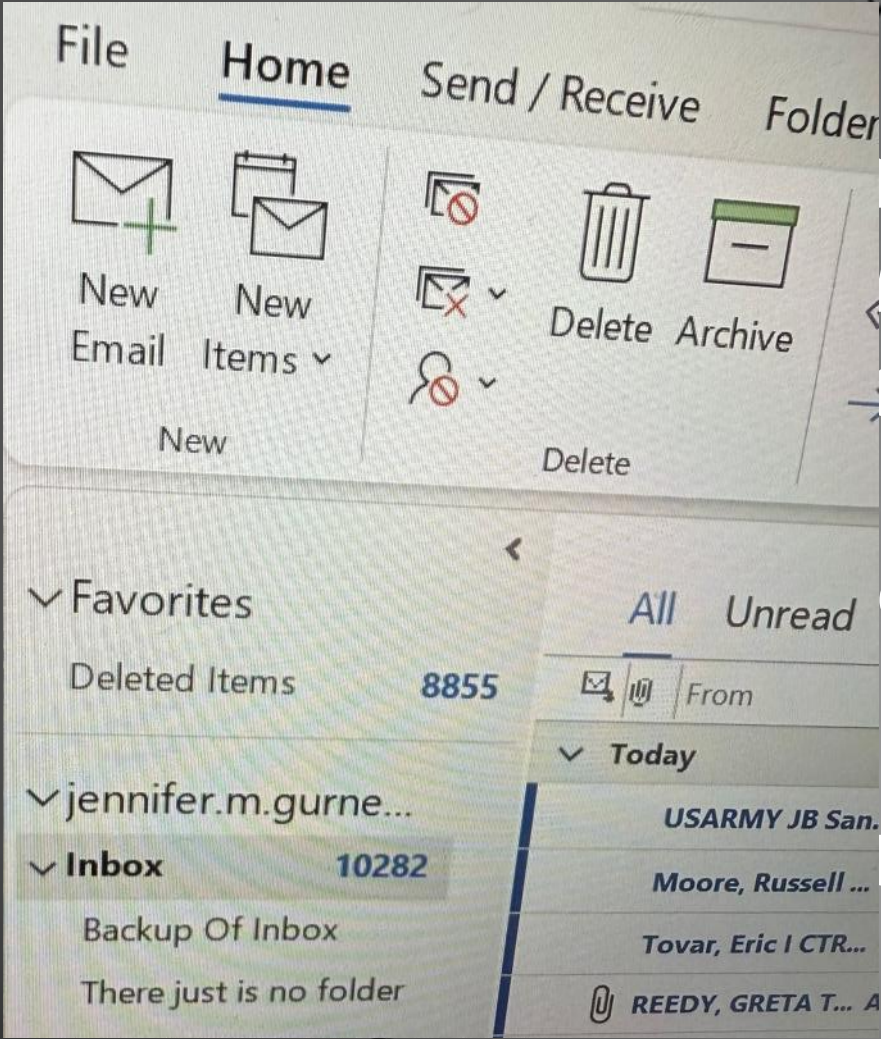 File Home Send / Receive Folder
New Email
New Items
Delete Archive
New
Delete
Favorites
Deleted Items 8855
jennifer.m.gurne...
Inbox 10282
Backup Of Inbox
There just is no folder
All Unread
From
Today
USARMY JB San.
Moore, Russell ...
Tovar, Eric I CTR...
REEDY, GRETA T... A